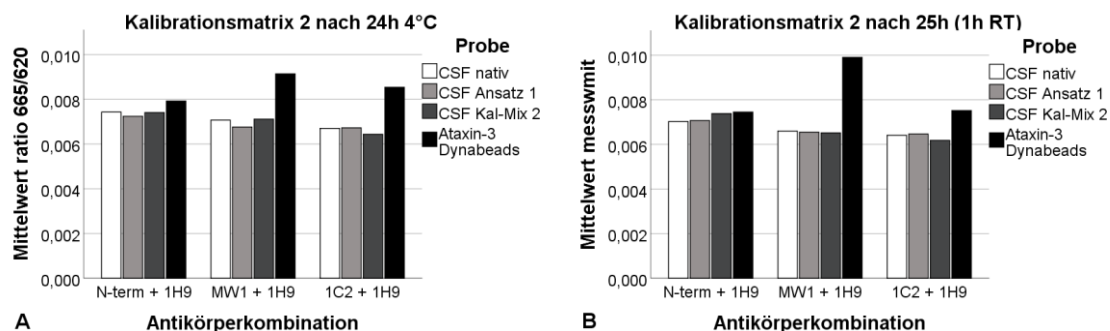 Kalibrationsmatrix 2 nach 24h 4°C
Mittelwert ratio 665/620
0,010
0,008
0,006
0,004
0,002
0,000
N-term + 1H9
MW1 + 1H9
1C2 + 1H9
Probe
CSF nativ
CSF Ansatz 1
CSF Kal-Mix 2
Ataxin-3
Dynabeads
A
Antikörperkombination
Kalibrationsmatrix 2 nach 25h (1h RT)
Mittelwert messwmit
0,010
0,008
0,006
0,004
0,002
0,000
N-term + 1H9
MW1 + 1H9
1C2 + 1H9
Probe
CSF nativ
CSF Ansatz 1
CSF Kal-Mix 2
Ataxin-3
Dynabeads
B
Antikörperkombination